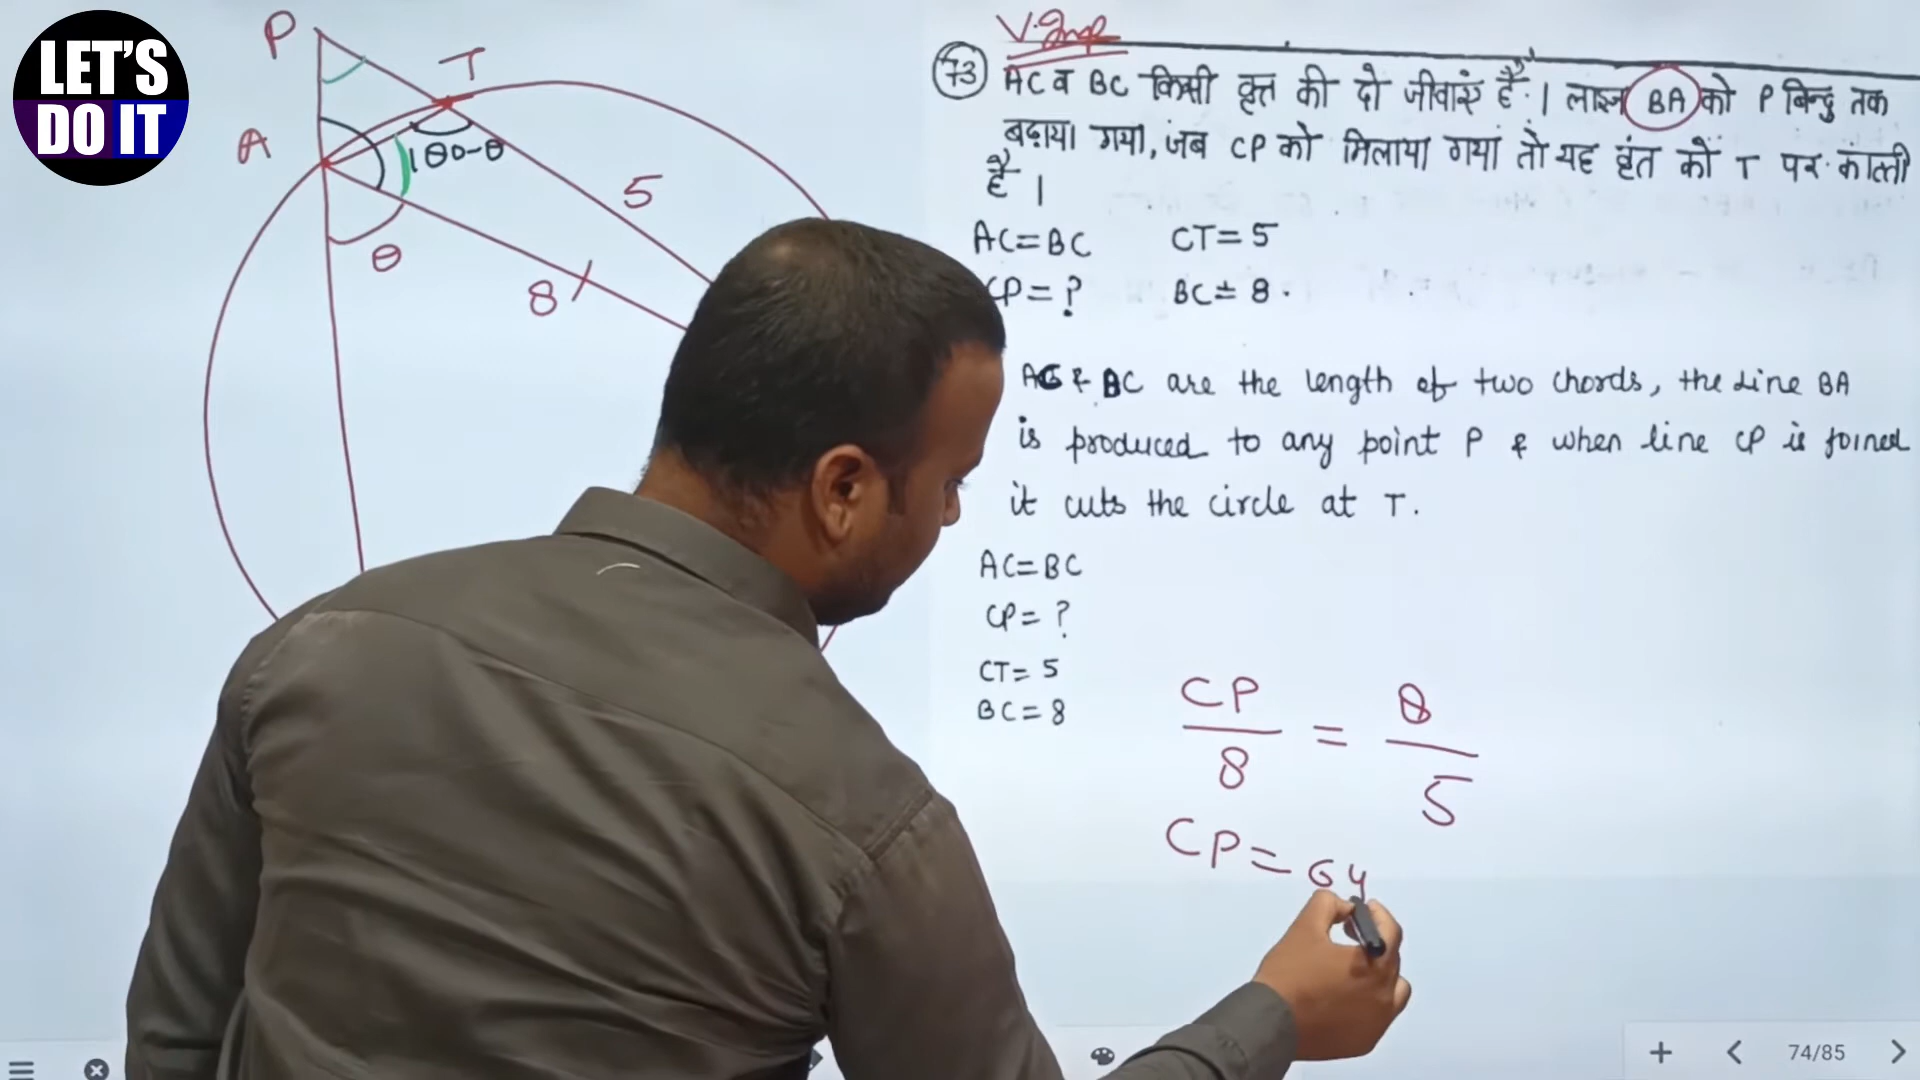 LET'S
DO IT
P
T
A
180-θ
5
θ
8
V.Imp
73 AC व BC किसी वृत्त की दो जीवाएं हैं । लाइन BA को P बिन्दु तक
बढ़ाया गया, जब CP को मिलाया गया तो यह वृंत को T पर काटती
है ।
AC=BC CT=5
CP=? BC=8.
AC & BC are the length of two chords, the line BA
is produced to any point P & when line CP is joined
it cuts the circle at T.
AC=BC
CP=?
CT=5
BC=8
CP/8 = 8/5
CP=64
74/85